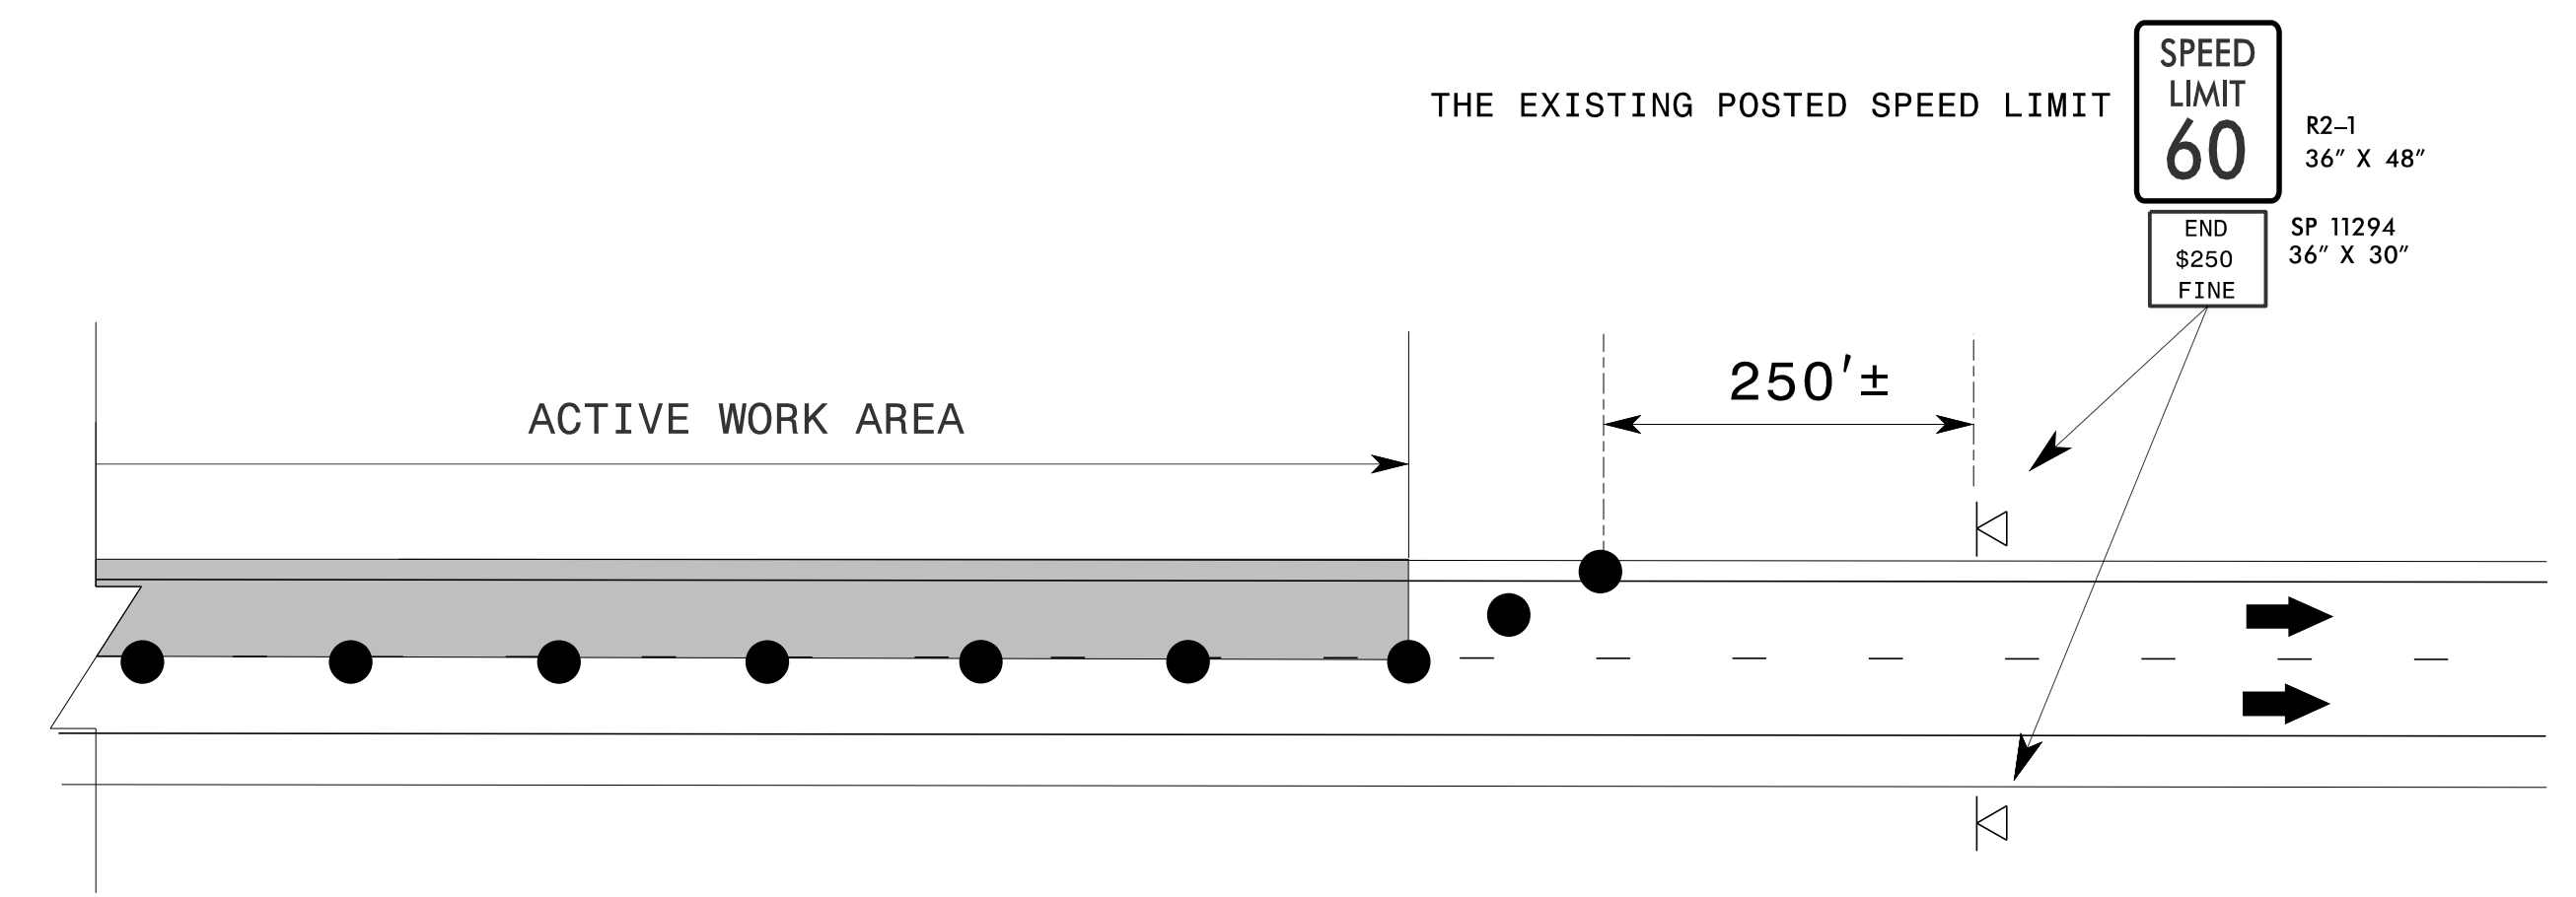 THE EXISTING POSTED SPEED LIMIT
SPEED
LIMIT
60
R2-1
36" X 48"
END
$250
FINE
SP 11294
36" X 30"
250'±
ACTIVE WORK AREA